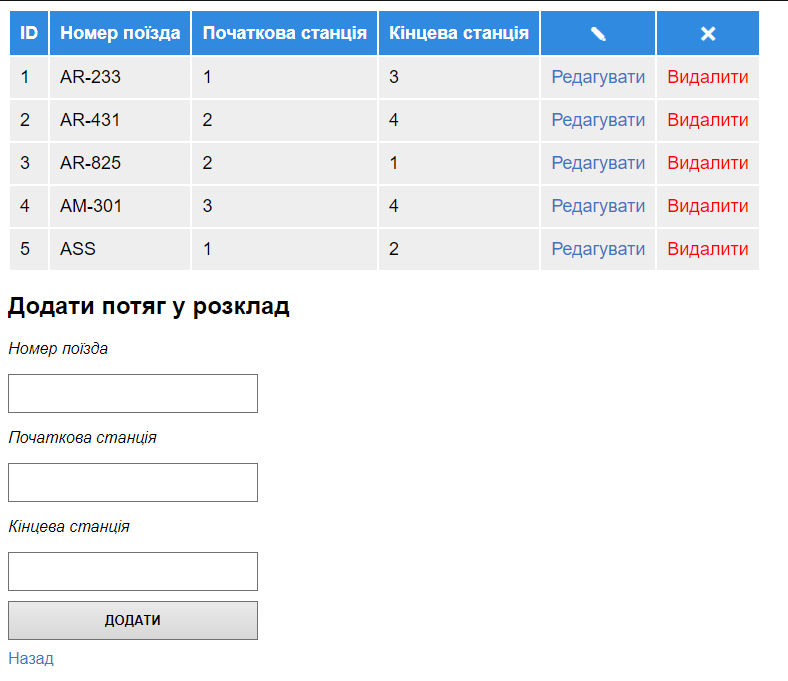 ID Номер поїзда Початкова станція Кінцева станція
1 AR-233 1 3 Редагувати Видалити
2 AR-431 2 4 Редагувати Видалити
3 AR-825 2 1 Редагувати Видалити
4 AM-301 3 4 Редагувати Видалити
5 ASS 1 2 Редагувати Видалити
Додати потяг у розклад
Номер поїзда
Початкова станція
Кінцева станція
ДОДАТИ
Назад